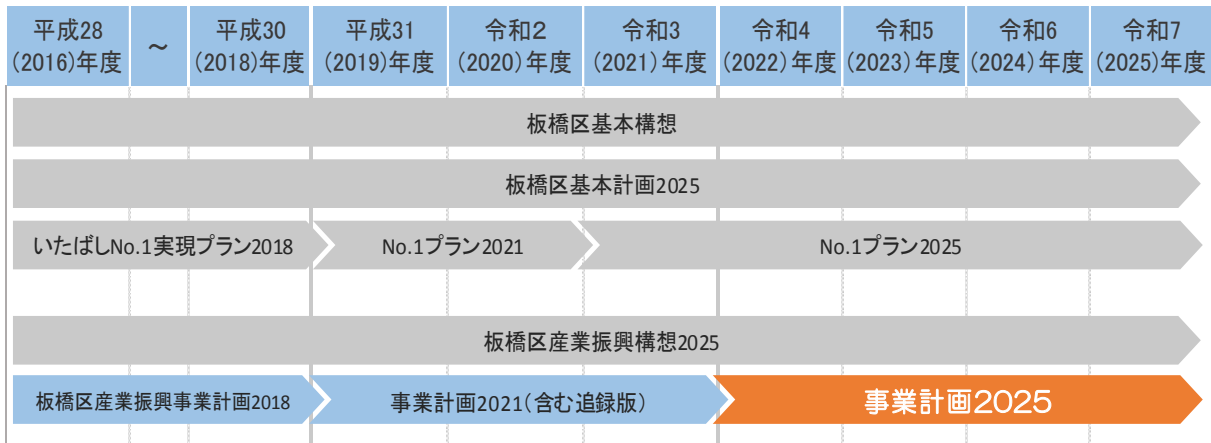 平成28
(2016)年度
～
平成30
(2018)年度
平成31
(2019)年度
令和2
(2020)年度
令和3
(2021)年度
令和4
(2022)年度
令和5
(2023)年度
令和6
(2024)年度
令和7
(2025)年度
板橋区基本構想
板橋区基本計画2025
いたばしNo.1実現プラン2018
No.1プラン2021
No.1プラン2025
板橋区産業振興構想2025
板橋区産業振興事業計画2018
事業計画2021(含む追録版)
事業計画2025